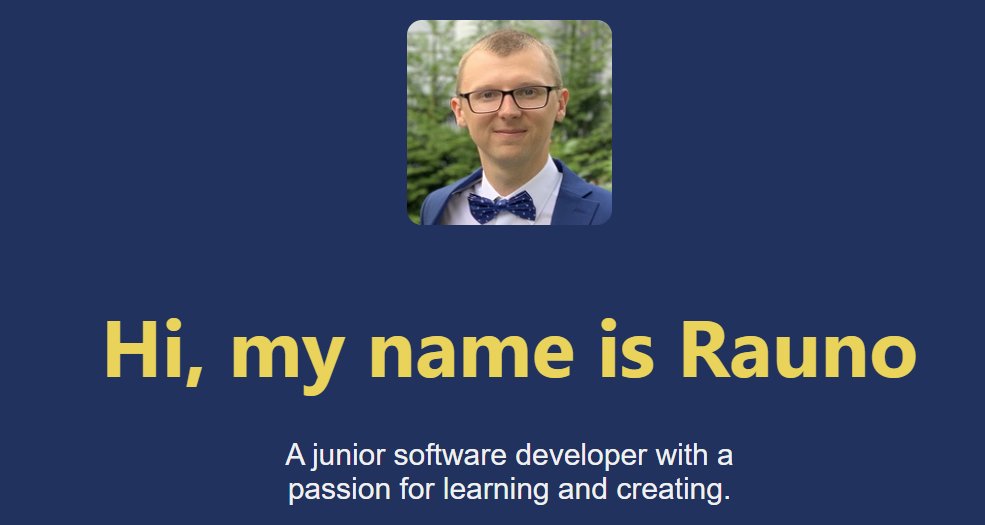 Hi, my name is Rauno
A junior software developer with a
passion for learning and creating.